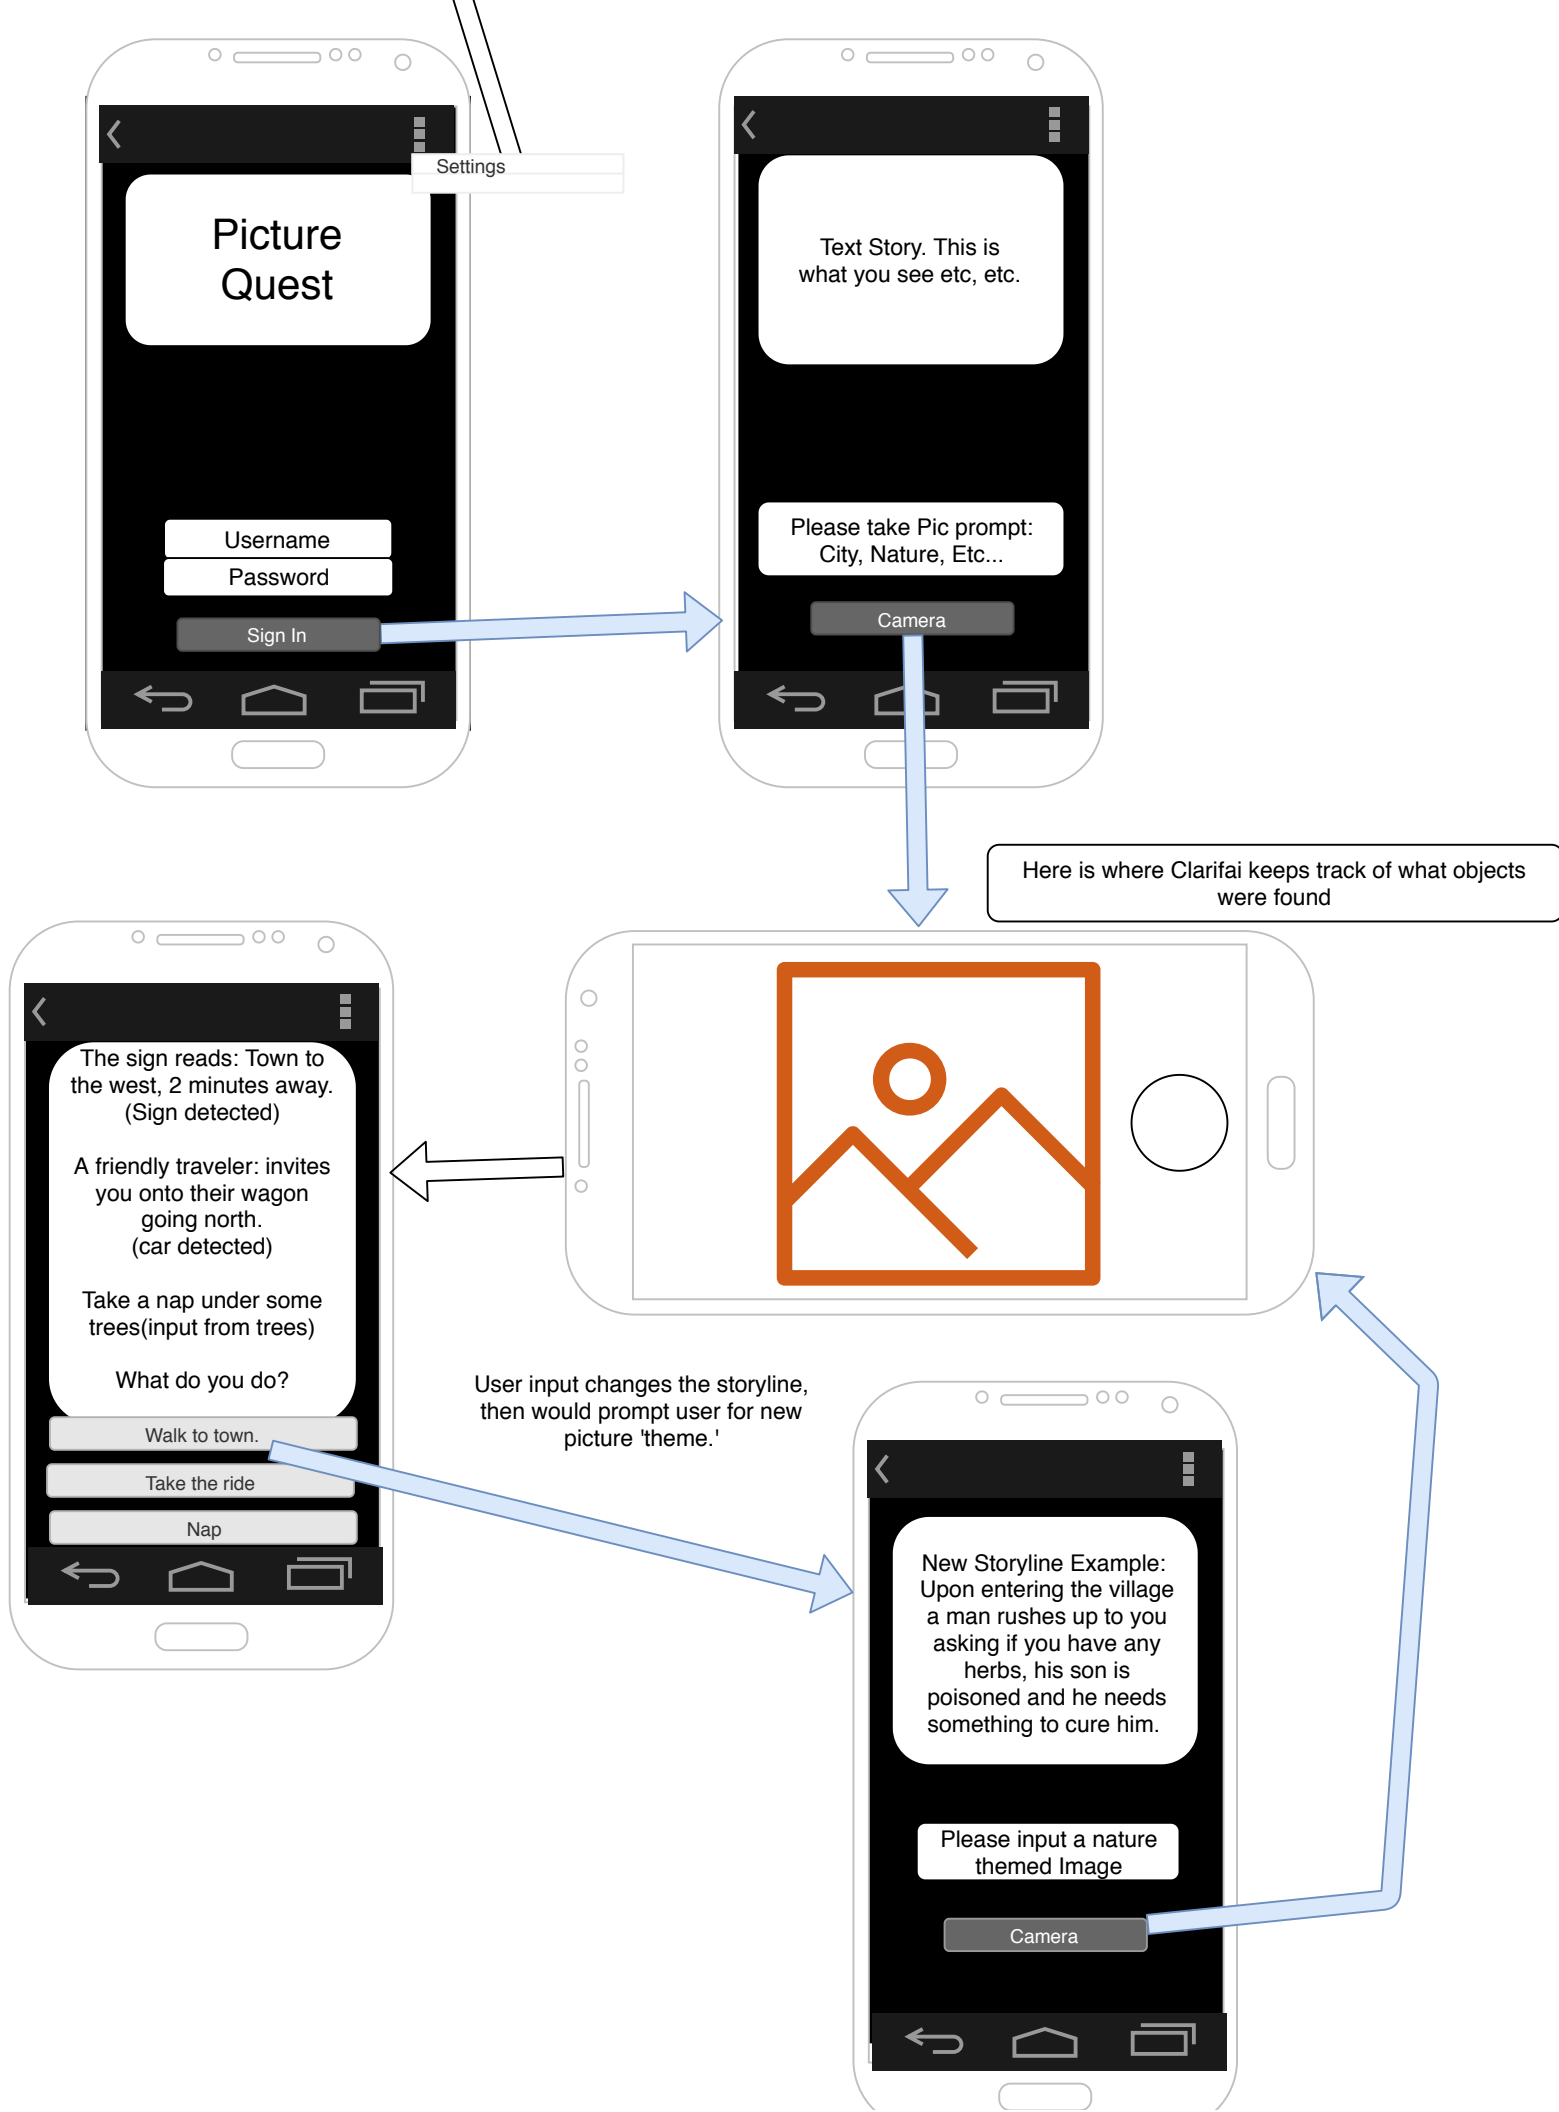 Settings
Picture
Quest
Username
Password
Sign In
Text Story. This is
what you see etc, etc.
Please take Pic prompt:
City, Nature, Etc...
Camera
Here is where Clarifai keeps track of what objects
were found
The sign reads: Town to
the west, 2 minutes away.
(Sign detected)
A friendly traveler: invites
you onto their wagon
going north.
(car detected)
Take a nap under some
trees(input from trees)
What do you do?
Walk to town.
Take the ride
Nap
User input changes the storyline,
then would prompt user for new
picture 'theme.'
New Storyline Example:
Upon entering the village
a man rushes up to you
asking if you have any
herbs, his son is
poisoned and he needs
something to cure him.
Please input a nature
themed Image
Camera